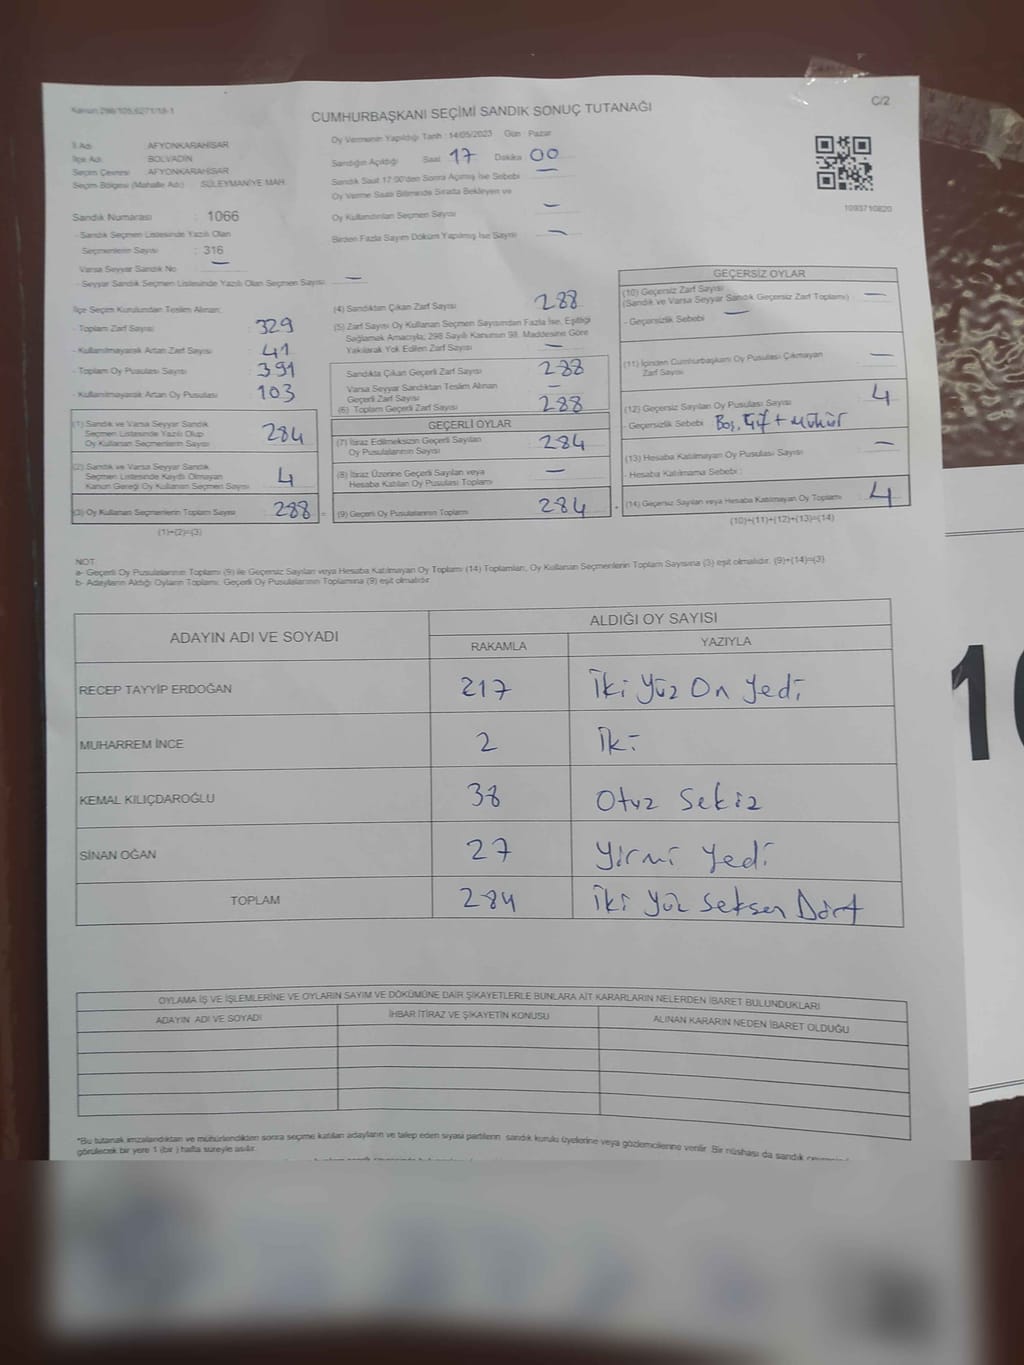 Kanun:298/105,6271/18-1
CUMHURBAŞKANI SEÇİMİ SANDIK SONUÇ TUTANAĞI
C/2
İl Adı : AFYONKARAHİSAR
İlçe Adı : BOLVADİN
Seçim Çevresi : AFYONKARAHİSAR
Seçim Bölgesi (Mahalle Adı) : SÜLEYMANİYE MAH.
Sandık Numarası : 1066
- Sandık Seçmen Listesinde Yazılı Olan
Seçmenlerin Sayısı : 316
Varsa Seyyar Sandık No : —
- Seyyar Sandık Seçmen Listesinde Yazılı Olan Seçmen Sayısı : —
Oy Vermenin Yapıldığı Tarih : 14/05/2023 Gün : Pazar
Sandığın Açıldığı Saat 17 Dakika 00
Sandık Saat 17:00'den Sonra Açılmış İse Sebebi —
Oy Verme Saati Bitiminde Sırada Bekleyen ve
Oy Kullandırılan Seçmen Sayısı —
Birden Fazla Sayım Döküm Yapılmış İse Sayısı —
1093710820
İlçe Seçim Kurulundan Teslim Alınan:
- Toplam Zarf Sayısı : 329
- Kullanılmayarak Artan Zarf Sayısı : 41
- Toplam Oy Pusulası Sayısı : 391
- Kullanılmayarak Artan Oy Pusulası : 103
(1) Sandık ve Varsa Seyyar Sandık
Seçmen Listesinde Yazılı Olup
Oy Kullanan Seçmenlerin Sayısı 284
(2) Sandık ve Varsa Seyyar Sandık
Seçmen Listesinde Kaydı Olmayan
Kanun Gereği Oy Kullanan Seçmen Sayısı 4
(3) Oy Kullanan Seçmenlerin Toplam Sayısı 288
(1)+(2)=(3)
(4) Sandıktan Çıkan Zarf Sayısı 288
(5) Zarf Sayısı Oy Kullanan Seçmen Sayısından Fazla İse, Eşitliği
Sağlamak Amacıyla; 298 Sayılı Kanunun 98. Maddesine Göre
Yakılarak Yok Edilen Zarf Sayısı —
Sandıkta Çıkan Geçerli Zarf Sayısı 288
Varsa Seyyar Sandıktan Teslim Alınan
Geçerli Zarf Sayısı —
(6) Toplam Geçerli Zarf Sayısı 288
GEÇERLİ OYLAR
(7) İtiraz Edilmeksizin Geçerli Sayılan
Oy Pusulalarının Sayısı 284
(8) İtiraz Üzerine Geçerli Sayılan veya
Hesaba Katılan Oy Pusulası Toplamı —
= (9) Geçerli Oy Pusulalarının Toplamı 284
GEÇERSİZ OYLAR
(10) Geçersiz Zarf Sayısı
(Sandık ve Varsa Seyyar Sandık Geçersiz Zarf Toplamı) —
- Geçersizlik Sebebi : —
(11) İçinden Cumhurbaşkanı Oy Pusulası Çıkmayan
Zarf Sayısı —
(12) Geçersiz Sayılan Oy Pusulası Sayısı 4
- Geçersizlik Sebebi : Boş, Çift + Mühür
(13) Hesaba Katılmayan Oy Pusulası Sayısı —
- Hesaba Katılmama Sebebi :
+ (14) Geçersiz Sayılan veya Hesaba Katılmayan Oy Toplamı 4
(10)+(11)+(12)+(13)=(14)
NOT
a- Geçerli Oy Pusulalarının Toplamı (9) ile Geçersiz Sayılan veya Hesaba Katılmayan Oy Toplamı (14) Toplamları, Oy Kullanan Seçmenlerin Toplam Sayısına (3) eşit olmalıdır. (9)+(14)=(3)
b- Adayların Aldığı Oyların Toplamı; Geçerli Oy Pusulalarının Toplamına (9) eşit olmalıdır.
ADAYIN ADI VE SOYADI
ALDIĞI OY SAYISI
RAKAMLA YAZIYLA
RECEP TAYYİP ERDOĞAN 217 İki Yüz On Yedi
MUHARREM İNCE 2 İki
KEMAL KILIÇDAROĞLU 38 Otuz Sekiz
SİNAN OĞAN 27 Yirmi Yedi
TOPLAM 284 İki Yüz Seksen Dört
OYLAMA İŞ VE İŞLEMLERİNE VE OYLARIN SAYIM VE DÖKÜMÜNE DAİR ŞİKAYETLERLE BUNLARA AİT KARARLARIN NELERDEN İBARET BULUNDUKLARI
ADAYIN ADI VE SOYADI İHBAR İTİRAZ VE ŞİKAYETİN KONUSU ALINAN KARARIN NEDEN İBARET OLDUĞU
*Bu tutanak imzalandıktan ve mühürlendikten sonra seçime katılan adayların ve talep eden siyasi partilerin sandık kurulu üyelerine veya gözlemcilerine verilir. Bir nüshası da sandık
görülecek bir yere 1 (bir) hafta süreyle asılır.